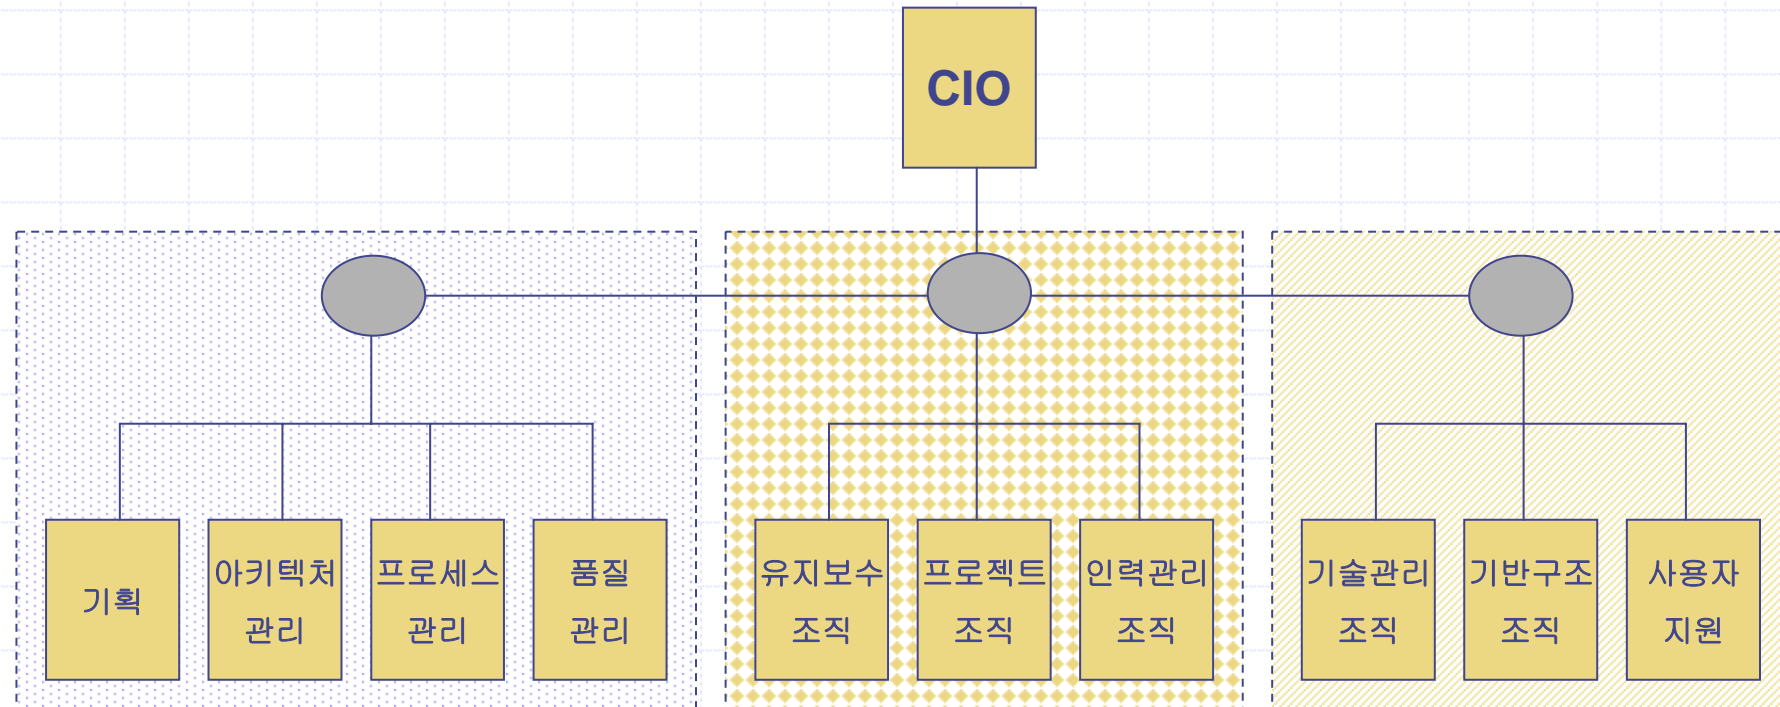 CIO
기획
아키텍처
관리
프로세스
관리
품질
관리
유지보수
조직
프로젝트
조직
인력관리
조직
기술관리
조직
기반구조
조직
사용자
지원